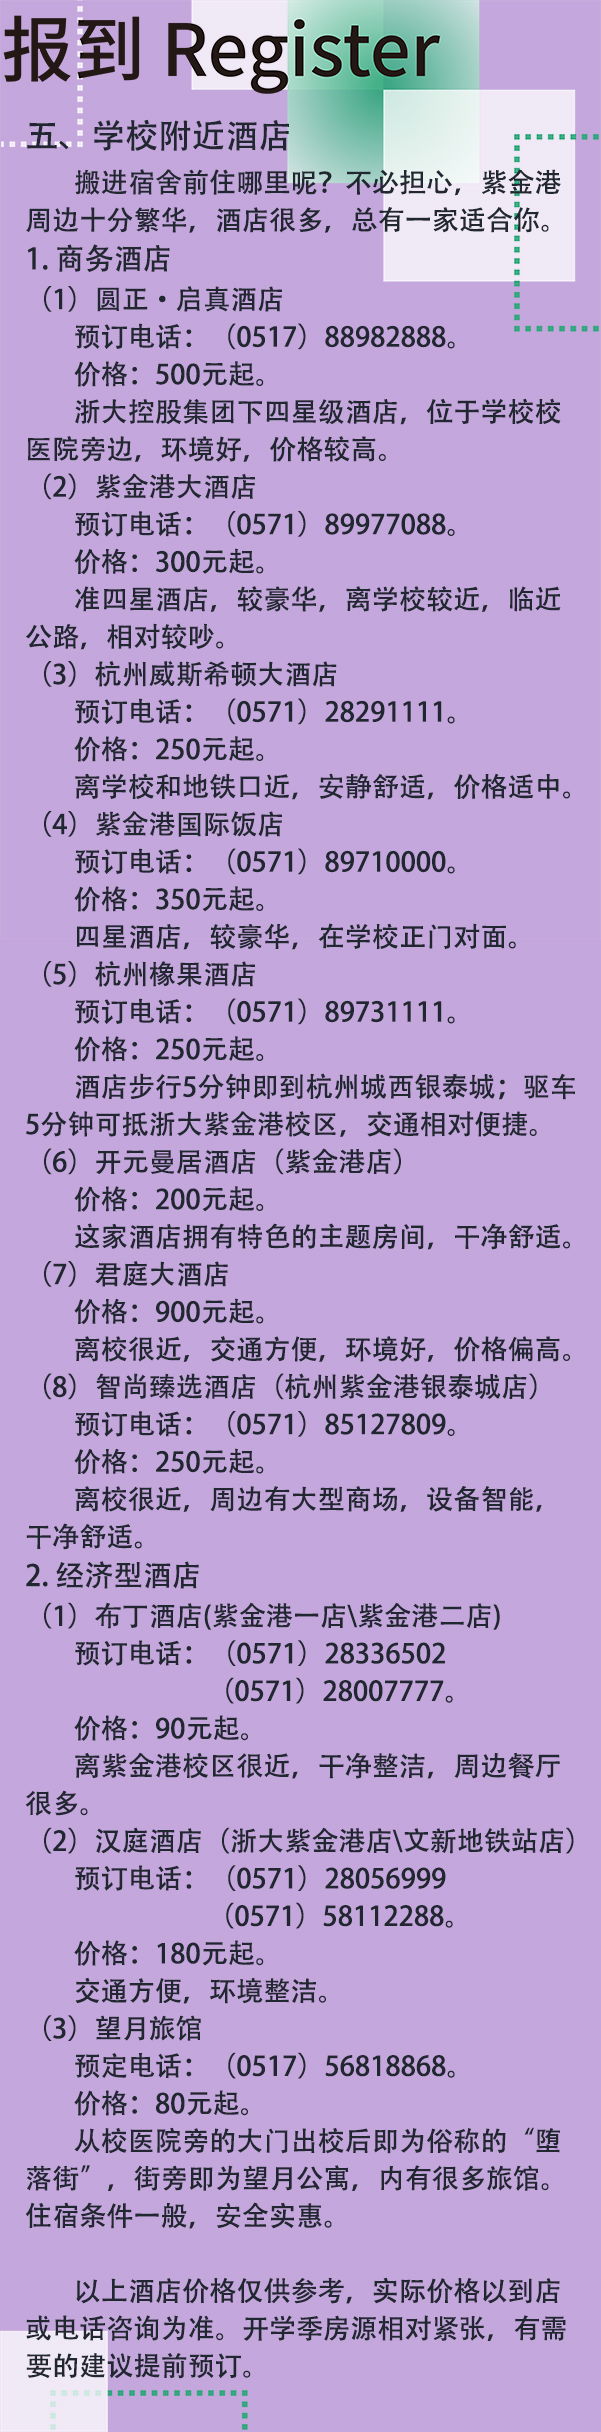 报到 Register
五、学校附近酒店
搬进宿舍前住哪里呢？不必担心，紫金港
周边十分繁华，酒店很多，总有一家适合你。
1. 商务酒店
（1）圆正·启真酒店
预订电话：（0517）88982888。
价格：500元起。
浙大控股集团下四星级酒店，位于学校校
医院旁边，环境好，价格较高。
（2）紫金港大酒店
预订电话：（0571）89977088。
价格：300元起。
准四星酒店，较豪华，离学校较近，临近
公路，相对较吵。
（3）杭州威斯希顿大酒店
预订电话：（0571）28291111。
价格：250元起。
离学校和地铁口近，安静舒适，价格适中。
（4）紫金港国际饭店
预订电话：（0571）89710000。
价格：350元起。
四星酒店，较豪华，在学校正门对面。
（5）杭州橡果酒店
预订电话：（0571）89731111。
价格：250元起。
酒店步行5分钟即到杭州城西银泰城；驱车
5分钟可抵浙大紫金港校区，交通相对便捷。
（6）开元曼居酒店（紫金港店）
价格：200元起。
这家酒店拥有特色的主题房间，干净舒适。
（7）君庭大酒店
价格：900元起。
离校很近，交通方便，环境好，价格偏高。
（8）智尚臻选酒店（杭州紫金港银泰城店）
预订电话：（0571）85127809。
价格：250元起。
离校很近，周边有大型商场，设备智能，
干净舒适。
2. 经济型酒店
（1）布丁酒店(紫金港一店\紫金港二店)
预订电话：（0571）28336502
（0571）28007777。
价格：90元起。
离紫金港校区很近，干净整洁，周边餐厅
很多。
（2）汉庭酒店（浙大紫金港店\文新地铁站店）
预订电话：（0571）28056999
（0571）58112288。
价格：180元起。
交通方便，环境整洁。
（3）望月旅馆
预定电话：（0517）56818868。
价格：80元起。
从校医院旁的大门出校后即为俗称的“堕
落街”，街旁即为望月公寓，内有很多旅馆。
住宿条件一般，安全实惠。
以上酒店价格仅供参考，实际价格以到店
或电话咨询为准。开学季房源相对紧张，有需
要的建议提前预订。